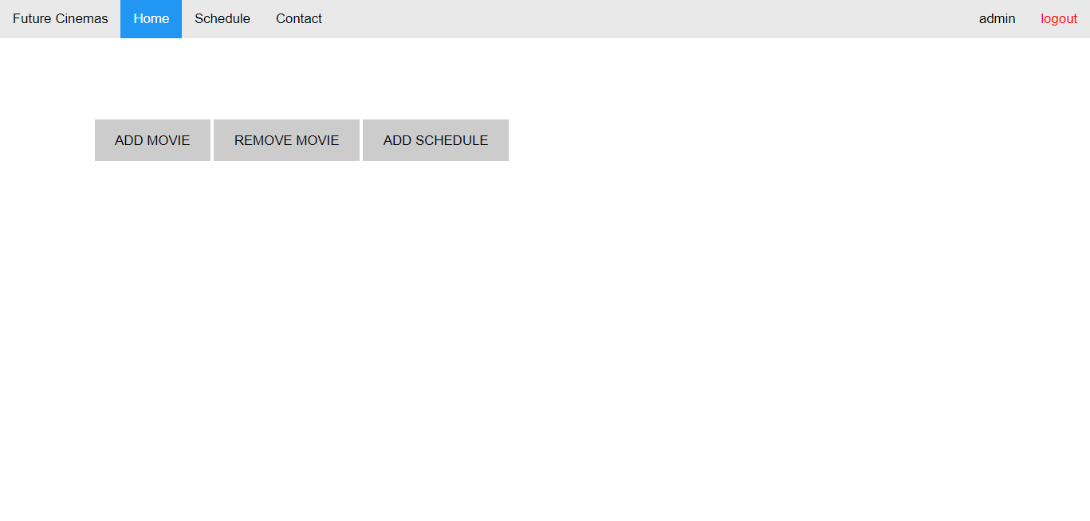 Future Cinemas Home Schedule Contact admin logout
ADD MOVIE REMOVE MOVIE ADD SCHEDULE